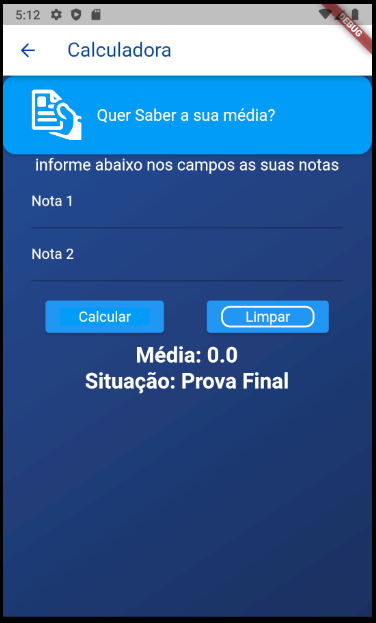 5:12
DEBUG
Calculadora
Quer Saber a sua média?
informe abaixo nos campos as suas notas
Nota 1
Nota 2
Calcular
Limpar
Média: 0.0
Situação: Prova Final